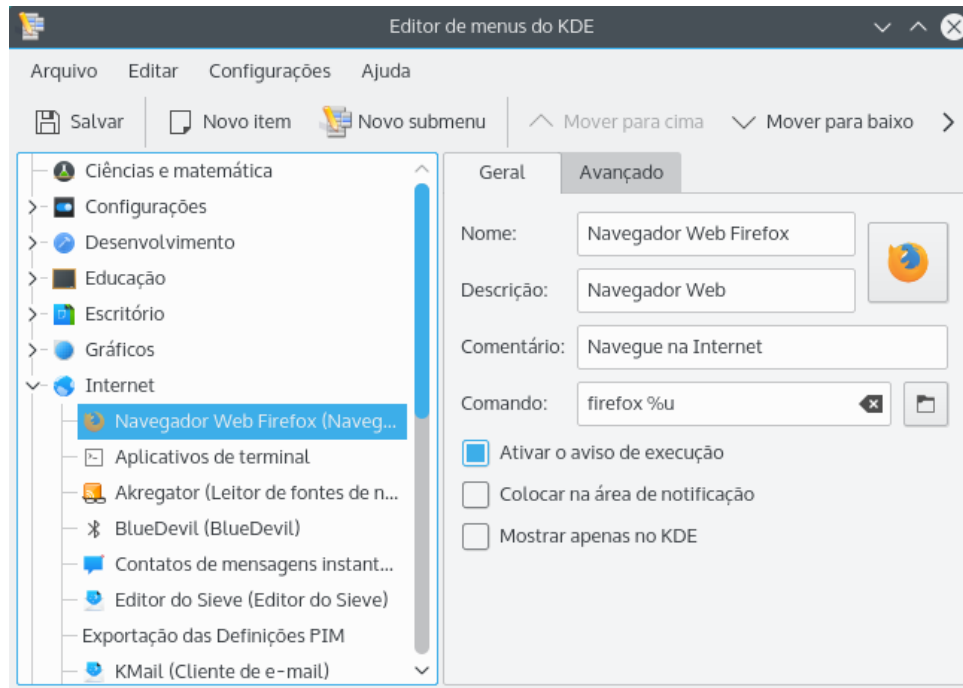 Editor de menus do KDE
Arquivo Editar Configurações Ajuda
Salvar Novo item Novo submenu Mover para cima Mover para baixo
Ciências e matemática
Configurações
Desenvolvimento
Educação
Escritório
Gráficos
Internet
Navegador Web Firefox (Naveg...
Aplicativos de terminal
Akregator (Leitor de fontes de n...
BlueDevil (BlueDevil)
Contatos de mensagens instant...
Editor do Sieve (Editor do Sieve)
Exportação das Definições PIM
KMail (Cliente de e-mail)
Geral Avançado
Nome: Navegador Web Firefox
Descrição: Navegador Web
Comentário: Navegue na Internet
Comando: firefox %u
Ativar o aviso de execução
Colocar na área de notificação
Mostrar apenas no KDE